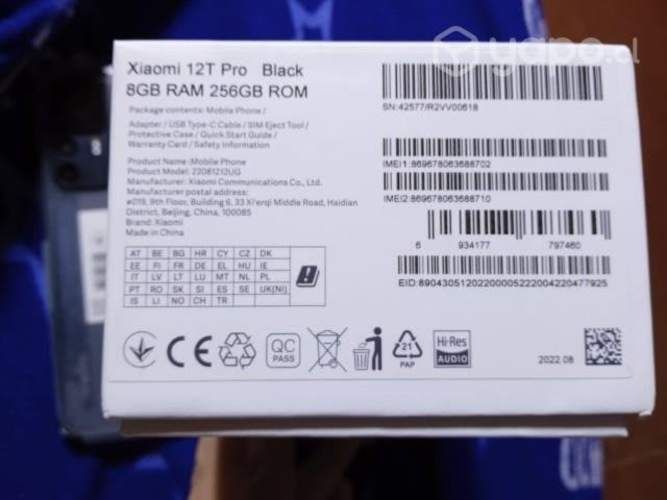 yapo.cl
Xiaomi 12T Pro Black
8GB RAM 256GB ROM
Package contents: Mobile Phone /
Adapter / USB Type-C Cable / SIM Eject Tool /
Protective Case / Quick Start Guide /
Warranty Card / Safety Information
Product Name: Mobile Phone
Product Model: 22081212UG
Manufacturer: Xiaomi Communications Co., Ltd.
Manufacturer postal address:
#019, 9th Floor, Building 6, 33 Xi'erqi Middle Road, Haidian
District, Beijing, China, 100085
Brand: Xiaomi
Made in China
SN:42577/R2VV00618
IMEI1:869678063688702
IMEI2:869678063688710
6 934177 797460
EID:89043051202200005222004220477925
AT BE BG HR CY CZ DK
EE FI FR DE EL HU IE
IT LV LT LU MT NL PL
PT RO SK SI ES SE UK(NI)
IS LI NO CH TR
CE
QC
PASS
21
PAP
Hi-Res
AUDIO
2022.08